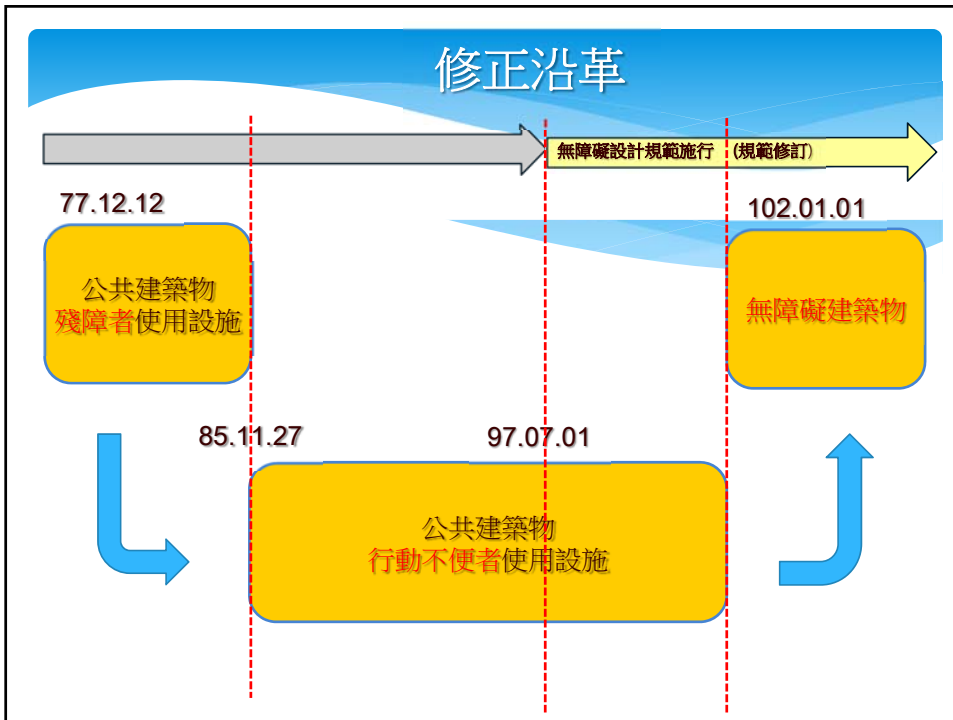 修正沿革
無障礙設計規範施行 (規範修訂)
77.12.12
102.01.01
公共建築物
殘障者使用設施
無障礙建築物
85.11.27
97.07.01
公共建築物
行動不便者使用設施